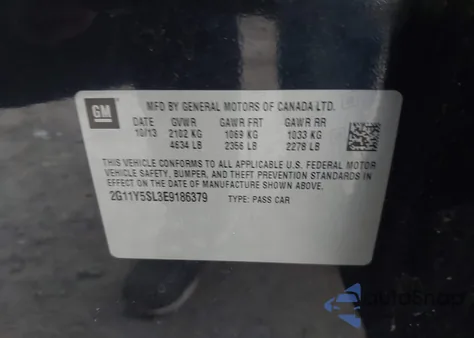 GM
MFD BY GENERAL MOTORS OF CANADA LTD.
DATE GVWR GAWR FRT GAWR RR
10/13 2102 KG 1069 KG 1033 KG
4634 LB 2356 LB 2278 LB
THIS VEHICLE CONFORMS TO ALL APPLICABLE U.S. FEDERAL MOTOR
VEHICLE SAFETY, BUMPER, AND THEFT PREVENTION STANDARDS
IN EFFECT ON THE DATE OF MANUFACTURE SHOWN ABOVE.
2G11Y5SL3E9186379 TYPE: PASS CAR
AutoSnap